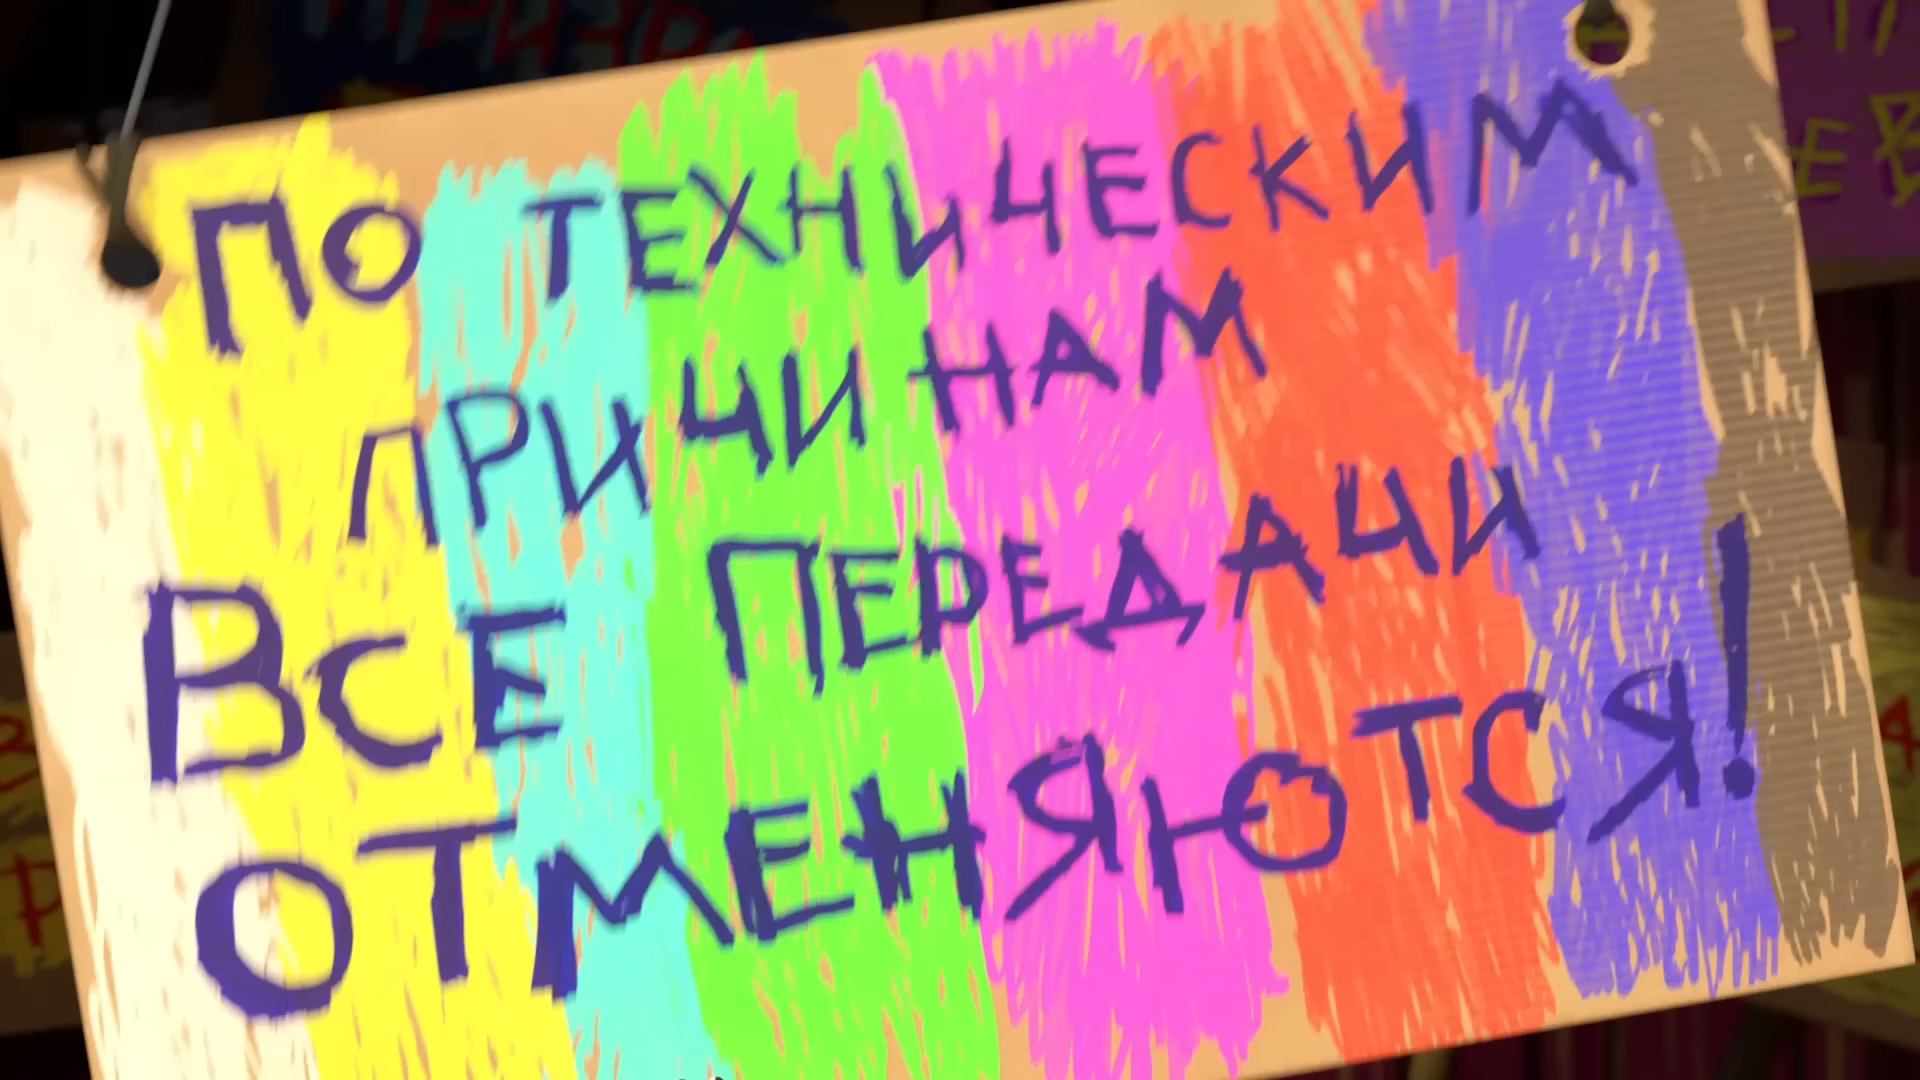 ПО ТЕХНИЧЕСКИМ
ПРИЧИНАМ
ВСЕ ПЕРЕДАЧИ
ОТМЕНЯЮТСЯ!